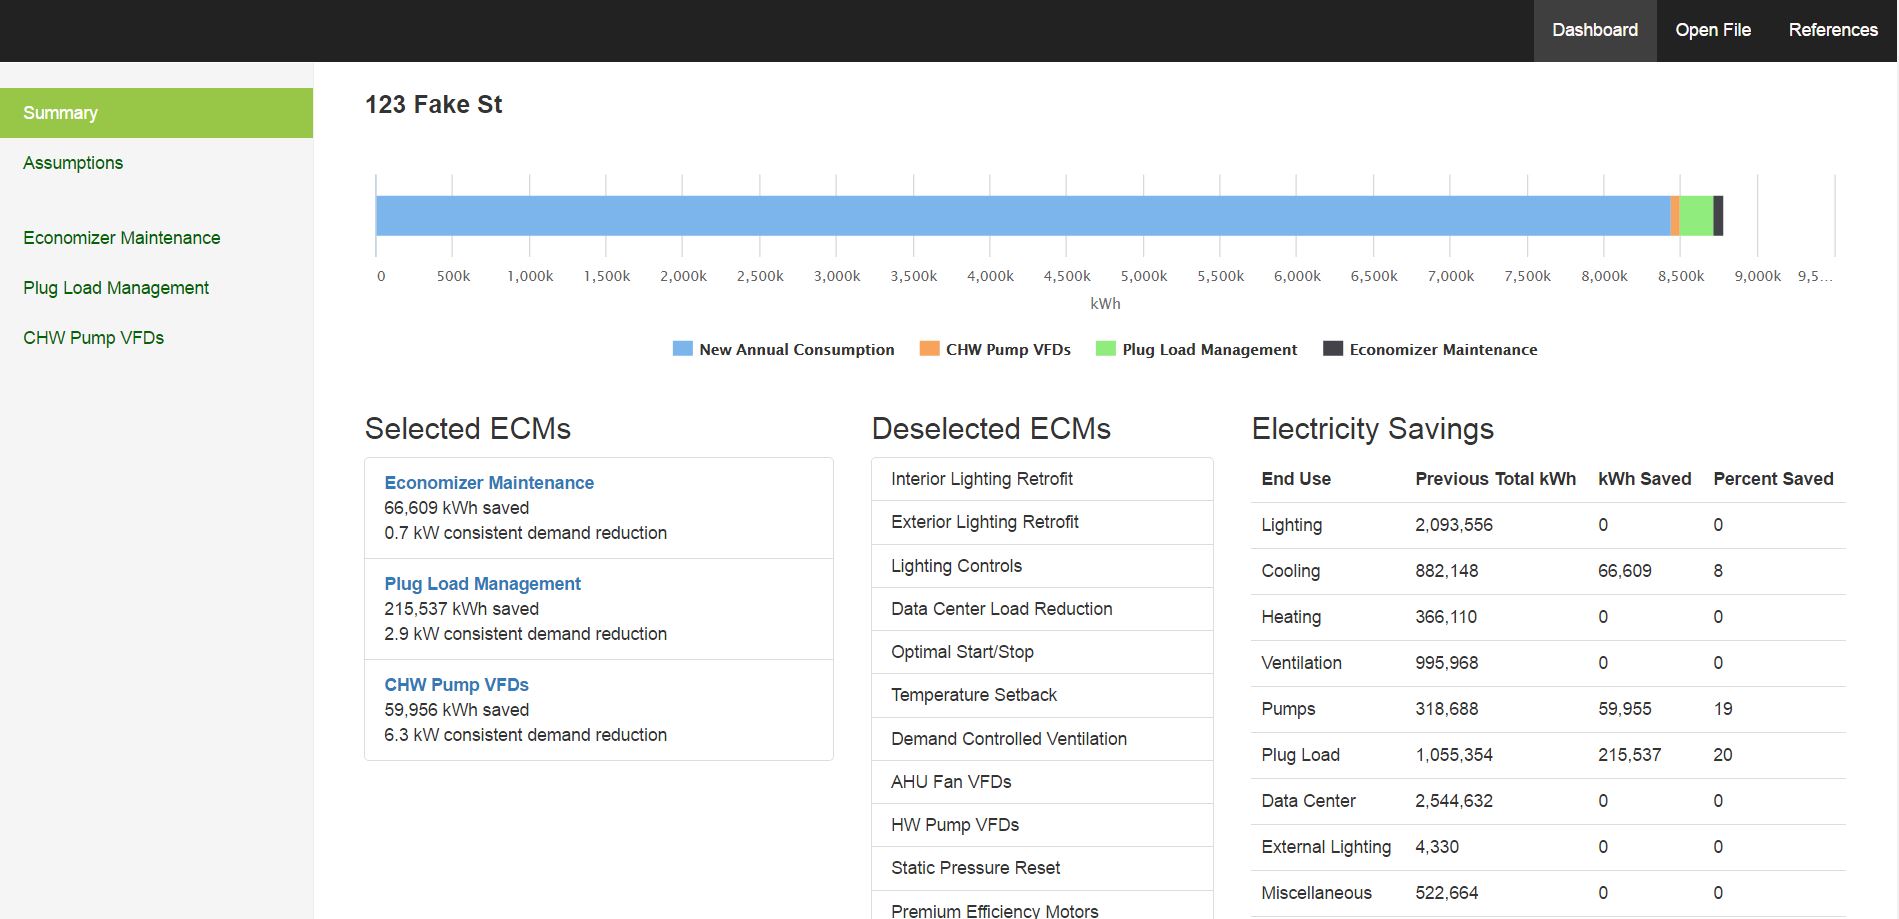 Dashboard Open File References
Summary
Assumptions
Economizer Maintenance
Plug Load Management
CHW Pump VFDs
123 Fake St
0 500k 1,000k 1,500k 2,000k 2,500k 3,000k 3,500k 4,000k 4,500k 5,000k 5,500k 6,000k 6,500k 7,000k 7,500k 8,000k 8,500k 9,000k 9,5...
kWh
New Annual Consumption CHW Pump VFDs Plug Load Management Economizer Maintenance
Selected ECMs
Economizer Maintenance
66,609 kWh saved
0.7 kW consistent demand reduction
Plug Load Management
215,537 kWh saved
2.9 kW consistent demand reduction
CHW Pump VFDs
59,956 kWh saved
6.3 kW consistent demand reduction
Deselected ECMs
Interior Lighting Retrofit
Exterior Lighting Retrofit
Lighting Controls
Data Center Load Reduction
Optimal Start/Stop
Temperature Setback
Demand Controlled Ventilation
AHU Fan VFDs
HW Pump VFDs
Static Pressure Reset
Premium Efficiency Motors
Electricity Savings
End Use Previous Total kWh kWh Saved Percent Saved
Lighting 2,093,556 0 0
Cooling 882,148 66,609 8
Heating 366,110 0 0
Ventilation 995,968 0 0
Pumps 318,688 59,955 19
Plug Load 1,055,354 215,537 20
Data Center 2,544,632 0 0
External Lighting 4,330 0 0
Miscellaneous 522,664 0 0